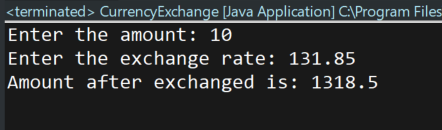 <terminated> CurrencyExchange [Java Application] C:\Program Files
Enter the amount: 10
Enter the exchange rate: 131.85
Amount after exchanged is: 1318.5